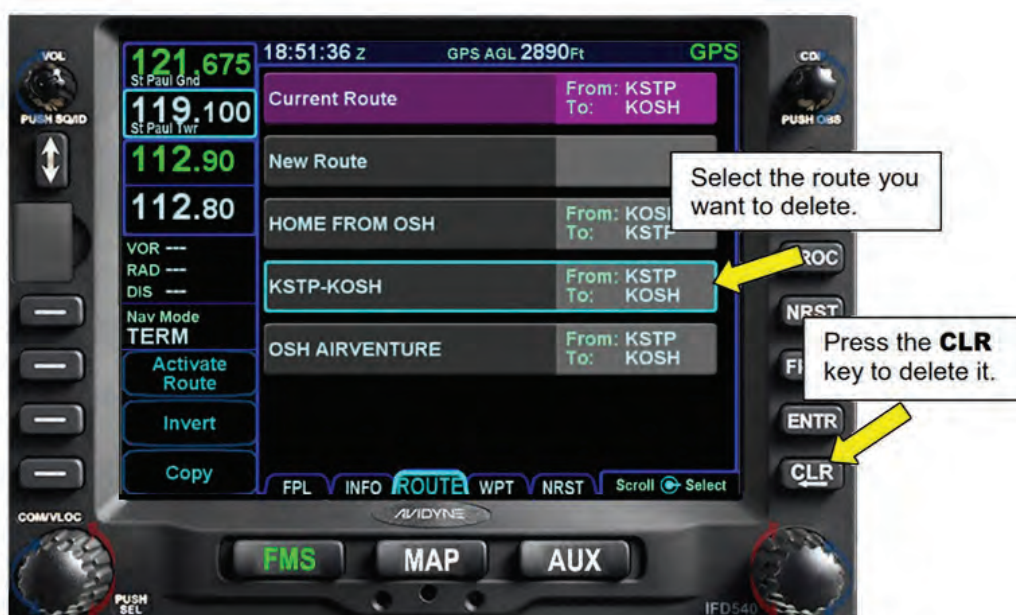 VOL
PUSH SQ/ID
121.675
St Paul Gnd
119.100
St Paul Twr
112.90
112.80
VOR ---
RAD ---
DIS ---
Nav Mode
TERM
Activate
Route
Invert
Copy
18:51:36 Z GPS AGL 2890Ft GPS
Current Route From: KSTP
To: KOSH
New Route
HOME FROM OSH From:
To:
KSTP-KOSH From: KSTP
To: KOSH
OSH AIRVENTURE From: KSTP
To: KOSH
FPL INFO ROUTE WPT NRST Scroll Select
CDI
PUSH OBS
Select the route you
want to delete.
NRST
Press the CLR
key to delete it.
ENTR
CLR
AVIDYNE
COM/VLOC
PUSH
SEL
FMS MAP AUX
IFD540